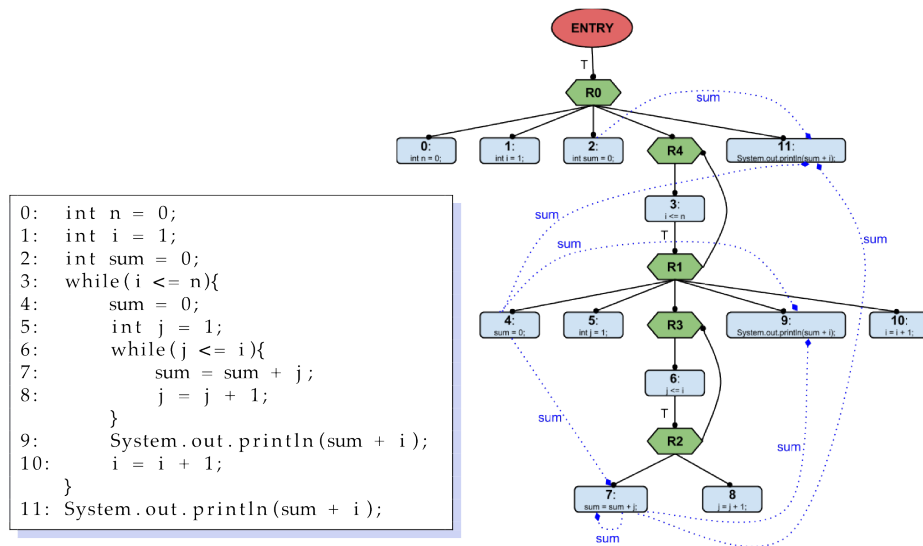 0: int n = 0;
1: int i = 1;
2: int sum = 0;
3: while(i <= n){
4: sum = 0;
5: int j = 1;
6: while(j <= i){
7: sum = sum + j;
8: j = j + 1;
}
9: System.out.println(sum + i);
10: i = i + 1;
}
11: System.out.println(sum + i);
ENTRY
T
R0
sum
0:
int n = 0;
1:
int i = 1;
2:
int sum = 0;
R4
11:
System.out.println(sum + i);
3:
i <= n
sum
T
sum
sum
R1
4:
sum = 0;
5:
int j = 1;
R3
9:
System.out.println(sum + i);
10:
i = i + 1;
6:
j <= i
T
sum
R2
sum
7:
sum = sum + j;
8
j = j + 1;
sum